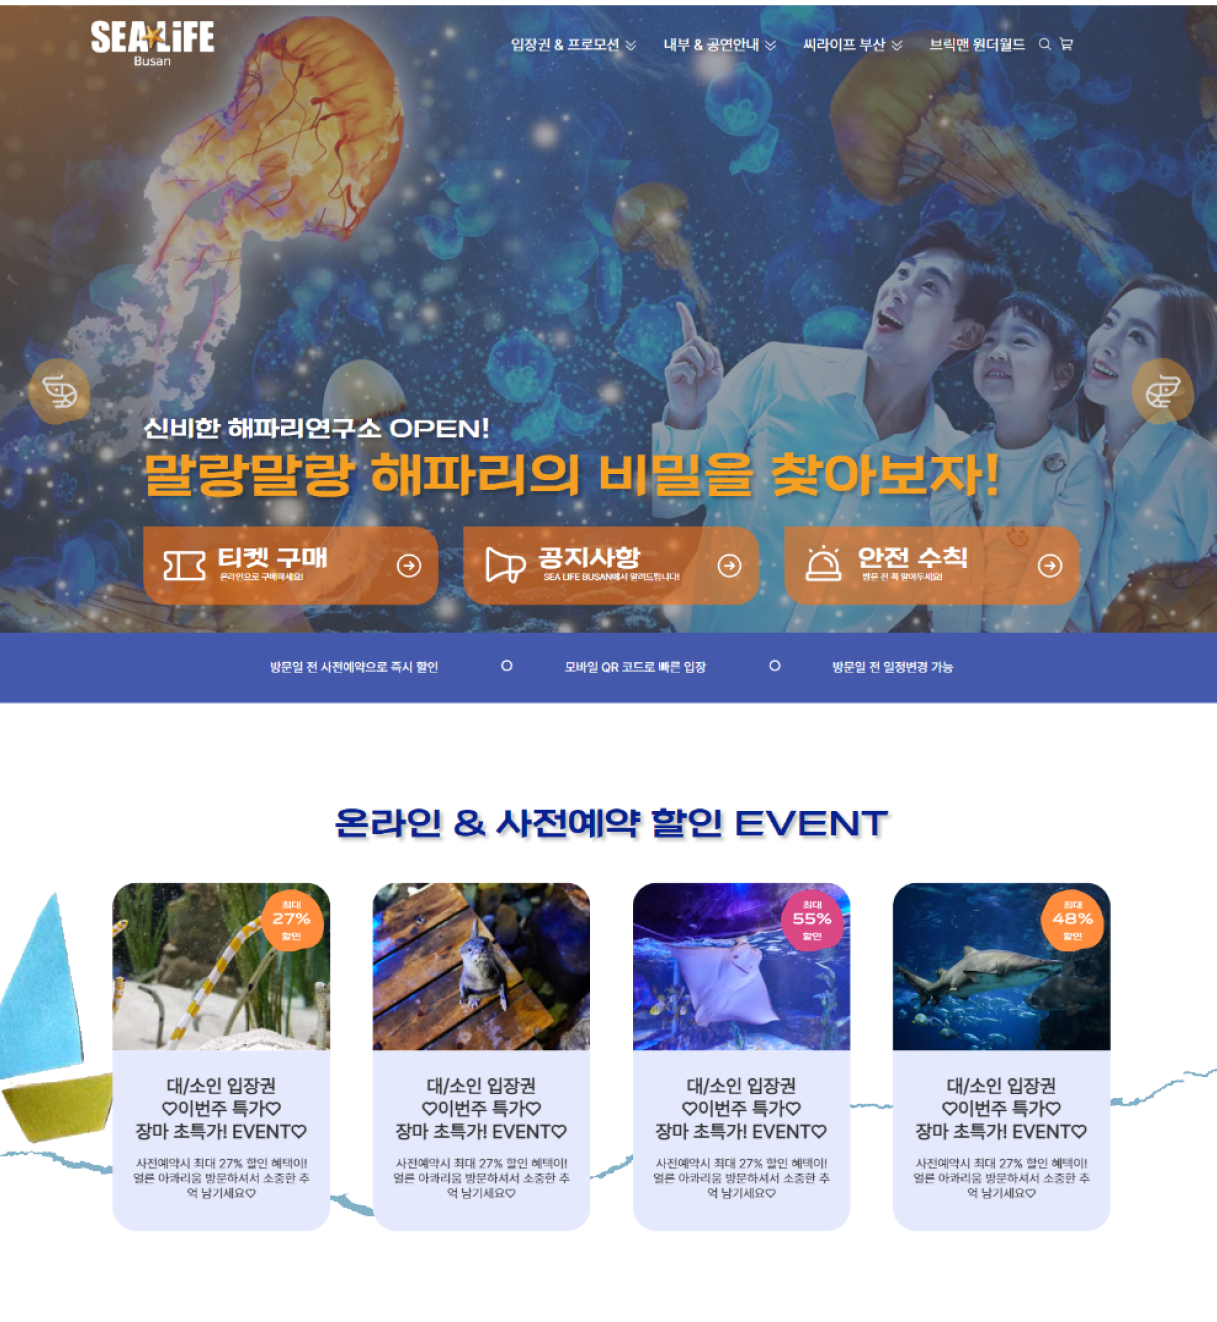 SEA LiFE
Busan
입장권 & 프로모션
내부 & 공연안내
씨라이프 부산
브릭맨 원더월드
신비한 해파리연구소 OPEN!
말랑말랑 해파리의 비밀을 찾아보자!
티켓 구매
온라인으로 구매하세요!
공지사항
SEA LIFE BUSAN에서 알려드립니다!
안전 수칙
방문 전 꼭 알아두세요!
방문일 전 사전예약으로 즉시 할인
모바일 QR 코드로 빠른 입장
방문일 전 일정변경 가능
온라인 & 사전예약 할인 EVENT
최대
27%
할인
대/소인 입장권
♡이번주 특가♡
장마 초특가! EVENT♡
사전예약시 최대 27% 할인 혜택이!
얼른 아쿠아리움 방문하셔서 소중한 추
억 남기세요♡
대/소인 입장권
♡이번주 특가♡
장마 초특가! EVENT♡
사전예약시 최대 27% 할인 혜택이!
얼른 아쿠아리움 방문하셔서 소중한 추
억 남기세요♡
최대
55%
할인
대/소인 입장권
♡이번주 특가♡
장마 초특가! EVENT♡
사전예약시 최대 27% 할인 혜택이!
얼른 아쿠아리움 방문하셔서 소중한 추
억 남기세요♡
최대
48%
할인
대/소인 입장권
♡이번주 특가♡
장마 초특가! EVENT♡
사전예약시 최대 27% 할인 혜택이!
얼른 아쿠아리움 방문하셔서 소중한 추
억 남기세요♡